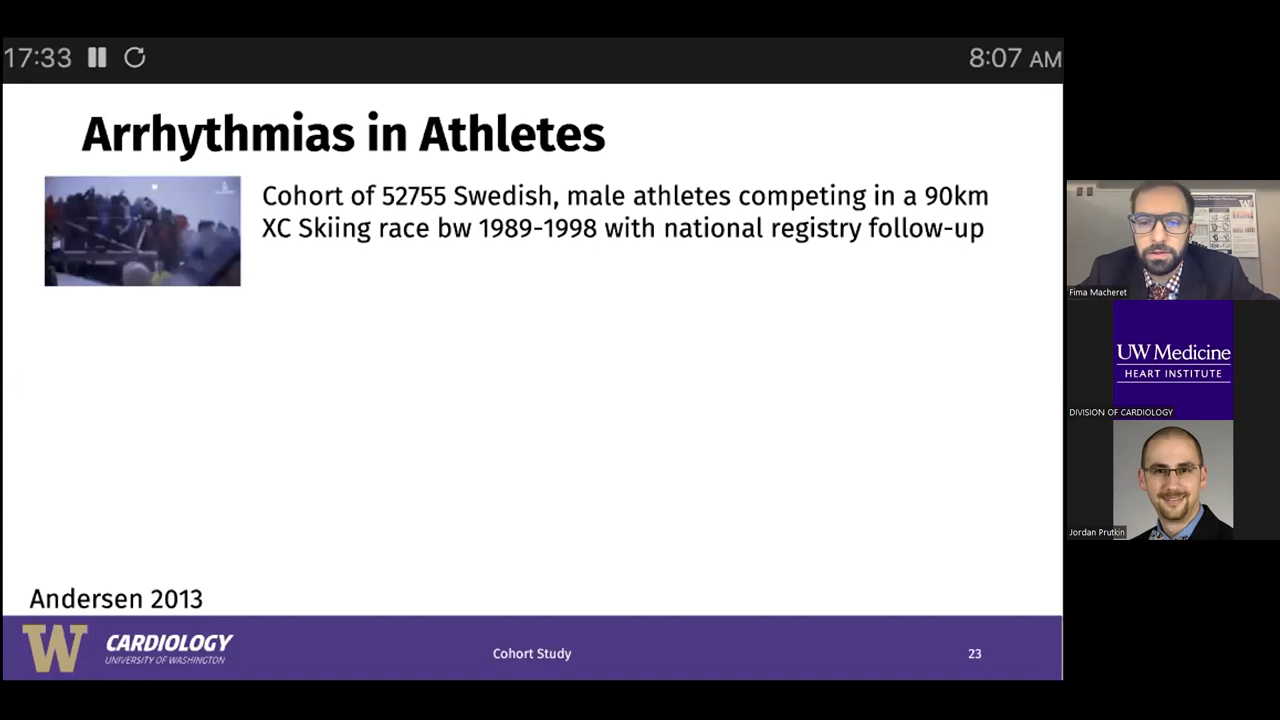 17:33
8:07 AM
Arrhythmias in Athletes
Cohort of 52755 Swedish, male athletes competing in a 90km
XC Skiing race bw 1989-1998 with national registry follow-up
Andersen 2013
W
CARDIOLOGY
UNIVERSITY OF WASHINGTON
Cohort Study
23
Fima Macheret
UW Medicine
HEART INSTITUTE
DIVISION OF CARDIOLOGY
Jordan Prutkin